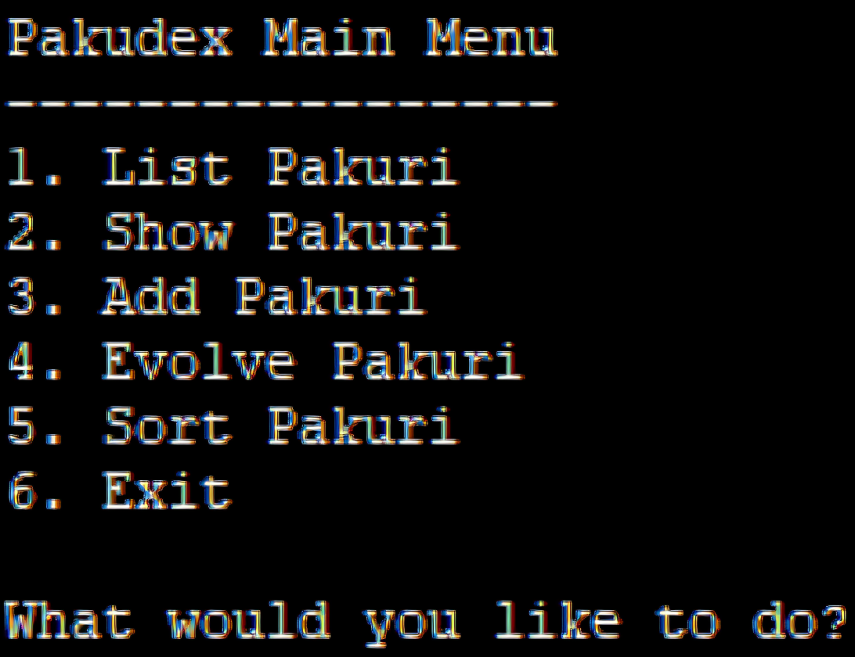 Pakudex Main Menu
-----------------
1. List Pakuri
2. Show Pakuri
3. Add Pakuri
4. Evolve Pakuri
5. Sort Pakuri
6. Exit
What would you like to do?